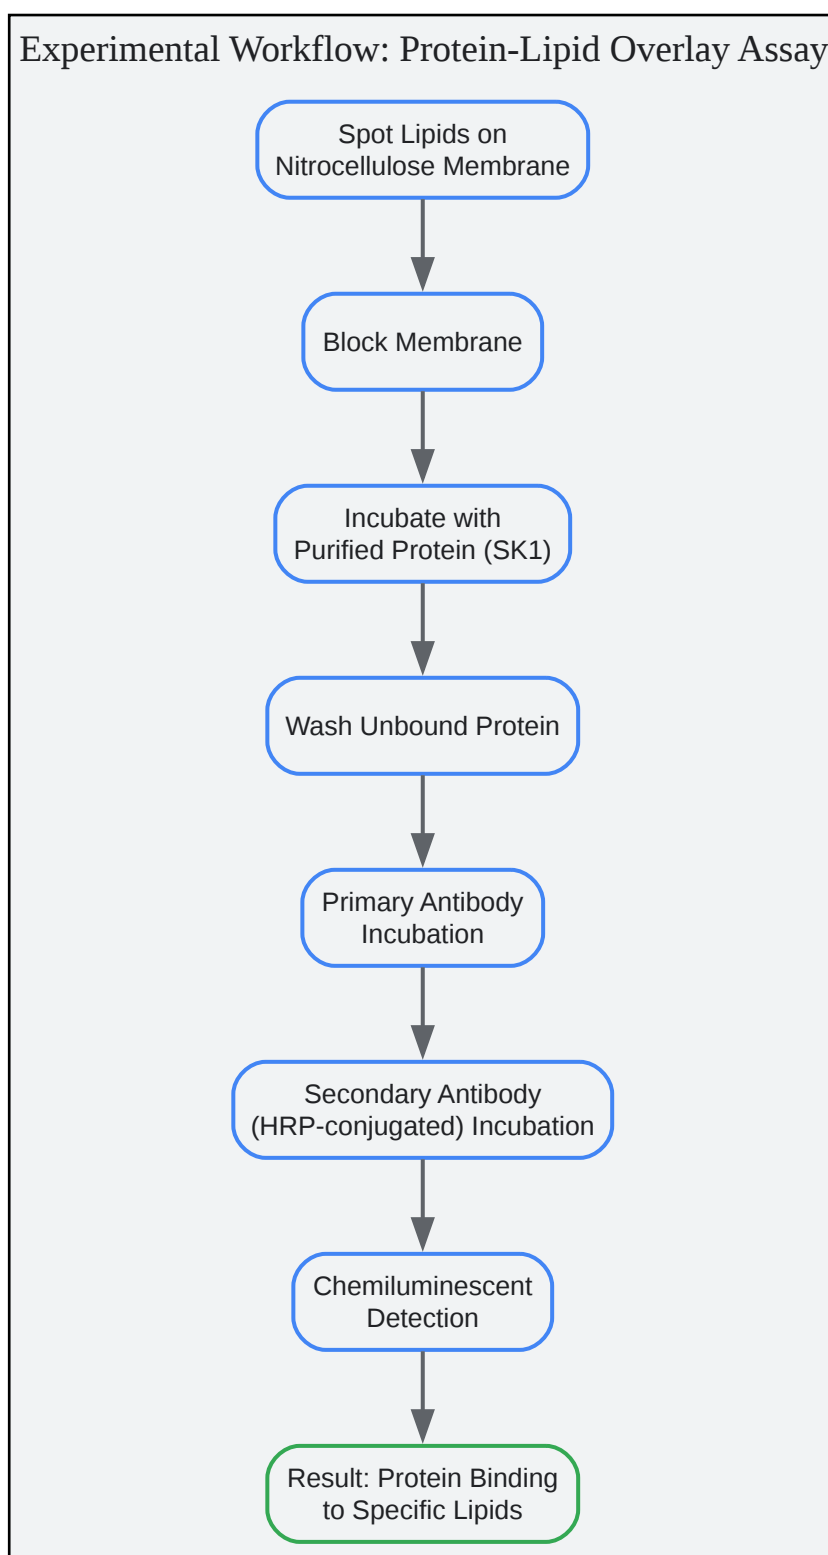 Experimental Workflow: Protein-Lipid Overlay Assay
Spot Lipids on
Nitrocellulose Membrane
Block Membrane
Incubate with
Purified Protein (SK1)
Wash Unbound Protein
Primary Antibody
Incubation
Secondary Antibody
(HRP-conjugated) Incubation
Chemiluminescent
Detection
Result: Protein Binding
to Specific Lipids